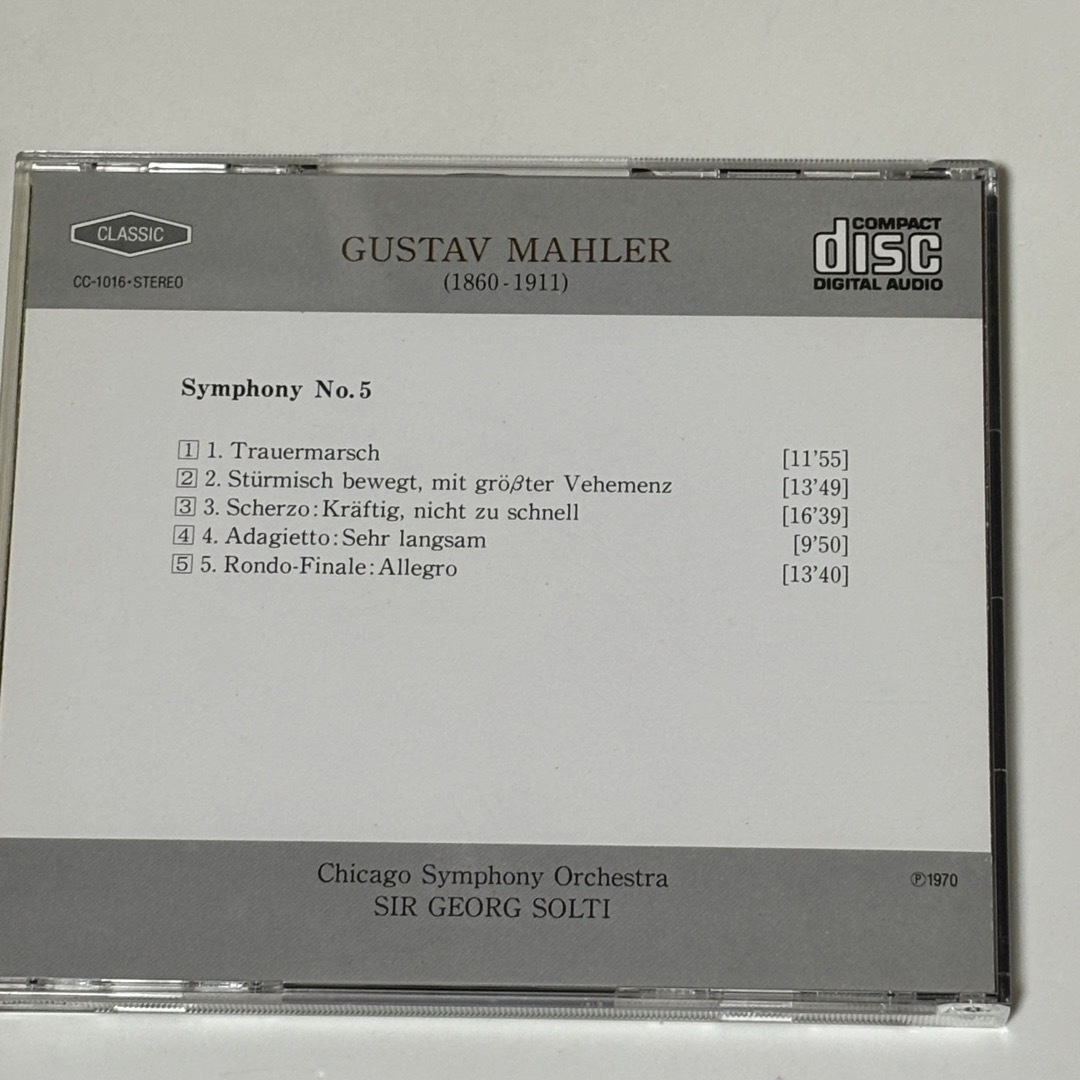 CLASSIC
CC-1016・STEREO
GUSTAV MAHLER
(1860-1911)
COMPACT
disc
DIGITAL AUDIO
Symphony No.5
1 1. Trauermarsch [11'55]
2 2. Stürmisch bewegt, mit größter Vehemenz [13'49]
3 3. Scherzo:Kräftig, nicht zu schnell [16'39]
4 4. Adagietto:Sehr langsam [9'50]
5 5. Rondo-Finale:Allegro [13'40]
Chicago Symphony Orchestra
SIR GEORG SOLTI
℗1970